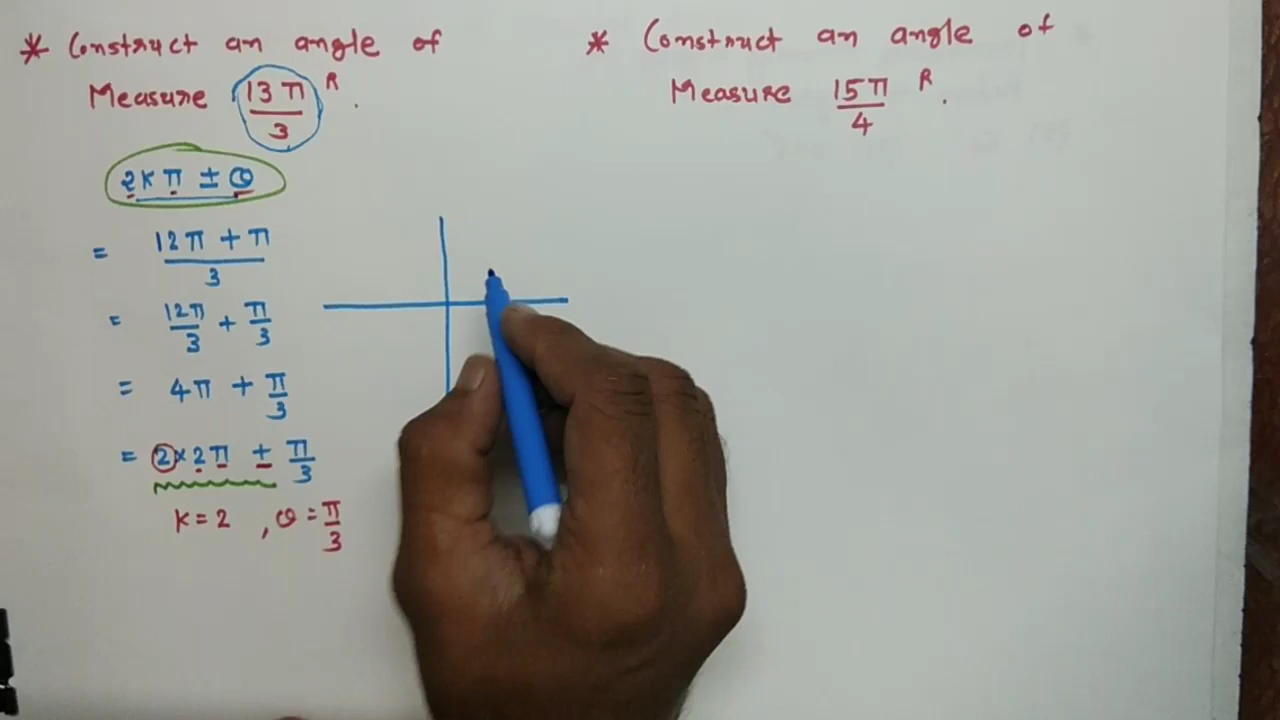 * Construct an angle of
Measure 13π/3 ᴿ.
2kπ ± θ
= 12π + π / 3
= 12π/3 + π/3
= 4π + π/3
= 2×2π + π/3
k = 2 , θ = π/3
* Construct an angle of
Measure 15π/4 ᴿ.